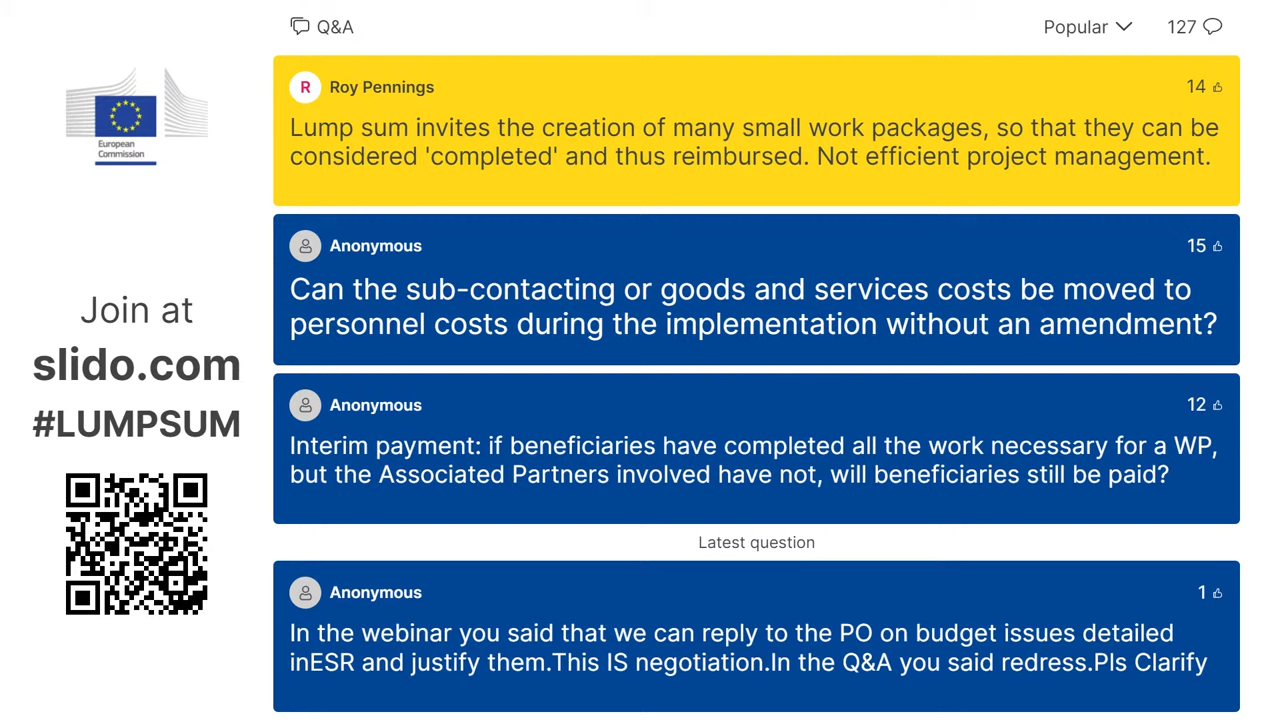 Q&A
Popular
127
European
Commission
Join at
slido.com
#LUMPSUM
R
Roy Pennings
14
Lump sum invites the creation of many small work packages, so that they can be
considered 'completed' and thus reimbursed. Not efficient project management.
Anonymous
15
Can the sub-contacting or goods and services costs be moved to
personnel costs during the implementation without an amendment?
Anonymous
12
Interim payment: if beneficiaries have completed all the work necessary for a WP,
but the Associated Partners involved have not, will beneficiaries still be paid?
Latest question
Anonymous
1
In the webinar you said that we can reply to the PO on budget issues detailed
inESR and justify them.This IS negotiation.In the Q&A you said redress.Pls Clarify